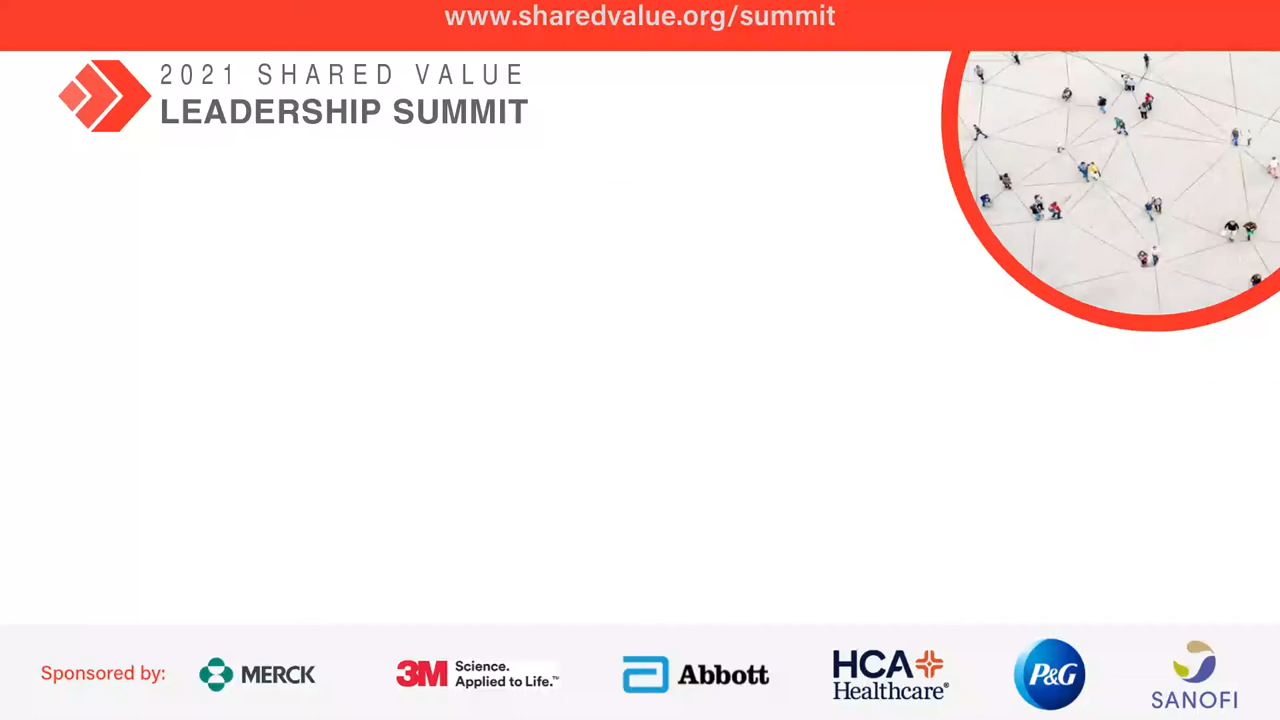 www.sharedvalue.org/summit
2021 SHARED VALUE
LEADERSHIP SUMMIT
Sponsored by:
MERCK
3M
Science.
Applied to Life.™
Abbott
HCA
Healthcare®
P&G
SANOFI